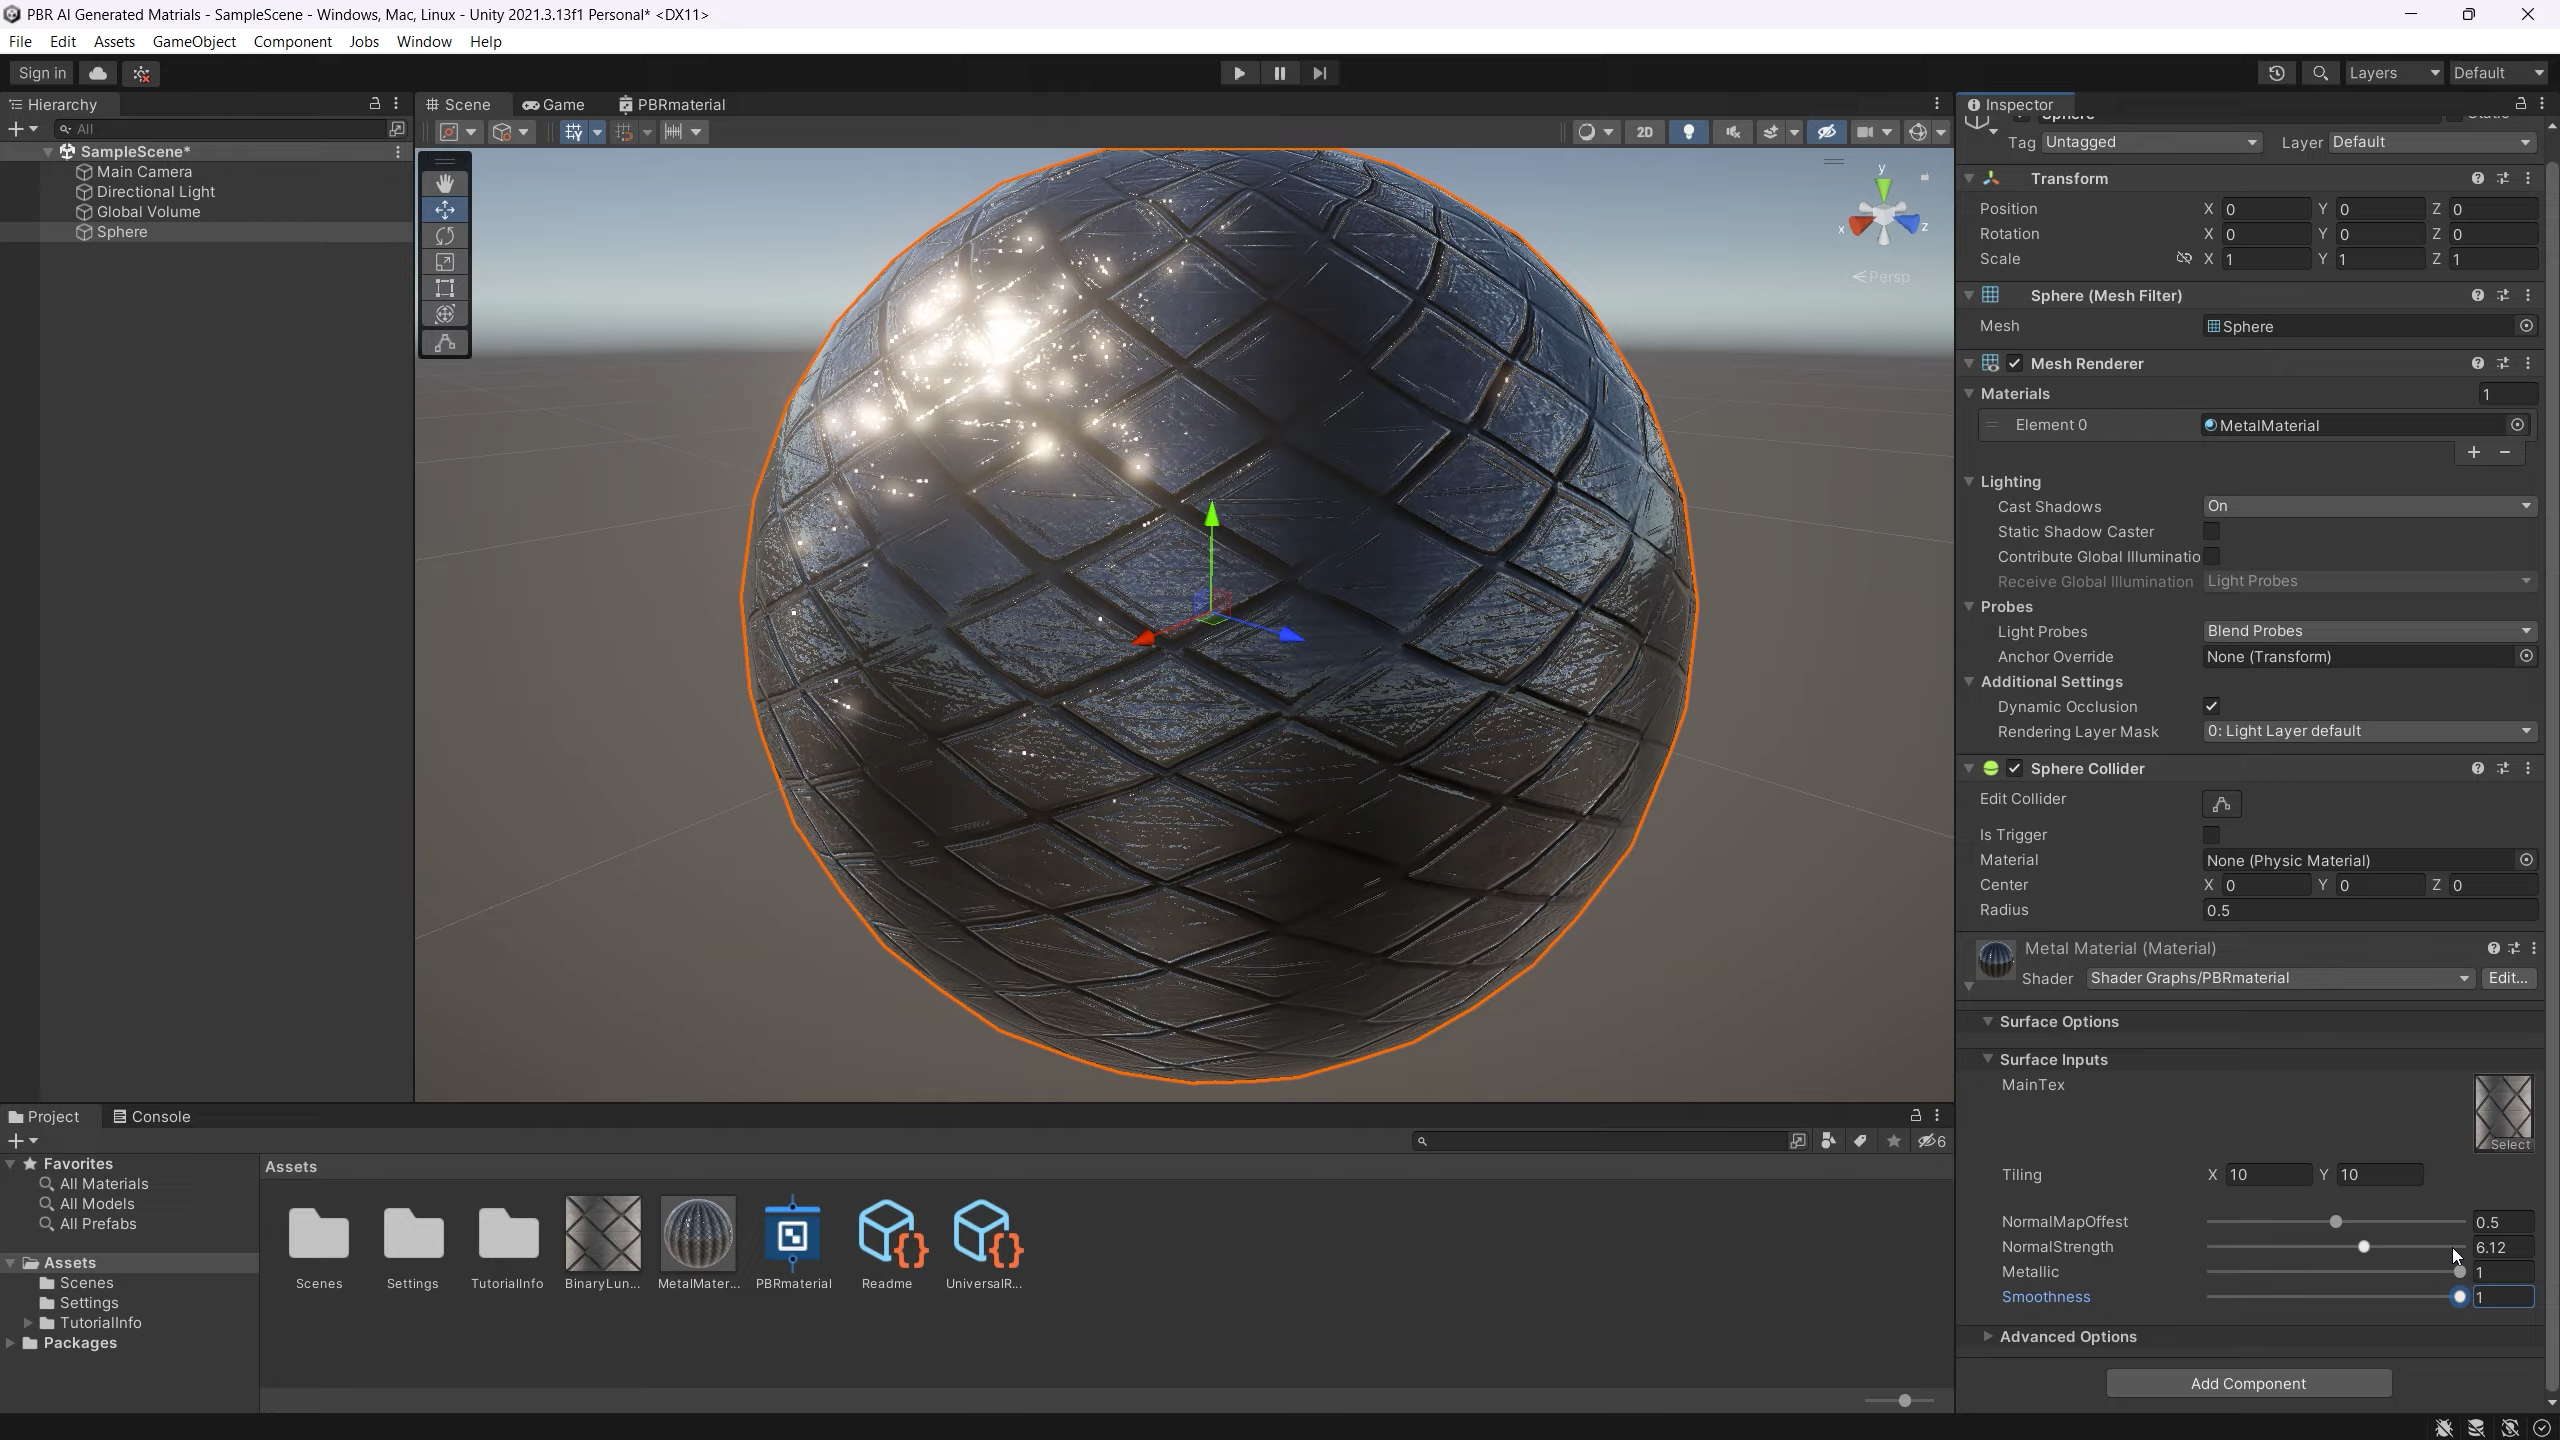 PBR AI Generated Matrials - SampleScene - Windows, Mac, Linux - Unity 2021.3.13f1 Personal* <DX11>
File Edit Assets GameObject Component Jobs Window Help
Sign in
Layers Default
Hierarchy
All
SampleScene*
Main Camera
Directional Light
Global Volume
Sphere
Scene Game PBRmaterial
2D
y
x
z
Persp
Inspector
Tag Untagged Layer Default
Transform
Position X 0 Y 0 Z 0
Rotation X 0 Y 0 Z 0
Scale X 1 Y 1 Z 1
Sphere (Mesh Filter)
Mesh Sphere
Mesh Renderer
Materials 1
Element 0 MetalMaterial
Lighting
Cast Shadows On
Static Shadow Caster
Contribute Global Illuminatio
Receive Global Illumination Light Probes
Probes
Light Probes Blend Probes
Anchor Override None (Transform)
Additional Settings
Dynamic Occlusion
Rendering Layer Mask 0: Light Layer default
Sphere Collider
Edit Collider
Is Trigger
Material None (Physic Material)
Center X 0 Y 0 Z 0
Radius 0.5
Metal Material (Material)
Shader Shader Graphs/PBRmaterial Edit...
Surface Options
Surface Inputs
MainTex
Select
Tiling X 10 Y 10
NormalMapOffest 0.5
NormalStrength 6.12
Metallic 1
Smoothness 1
Advanced Options
Add Component
Project Console
6
Favorites
All Materials
All Models
All Prefabs
Assets
Scenes
Settings
TutorialInfo
Packages
Assets
Scenes Settings TutorialInfo BinaryLun... MetalMater... PBRmaterial Readme UniversalR...